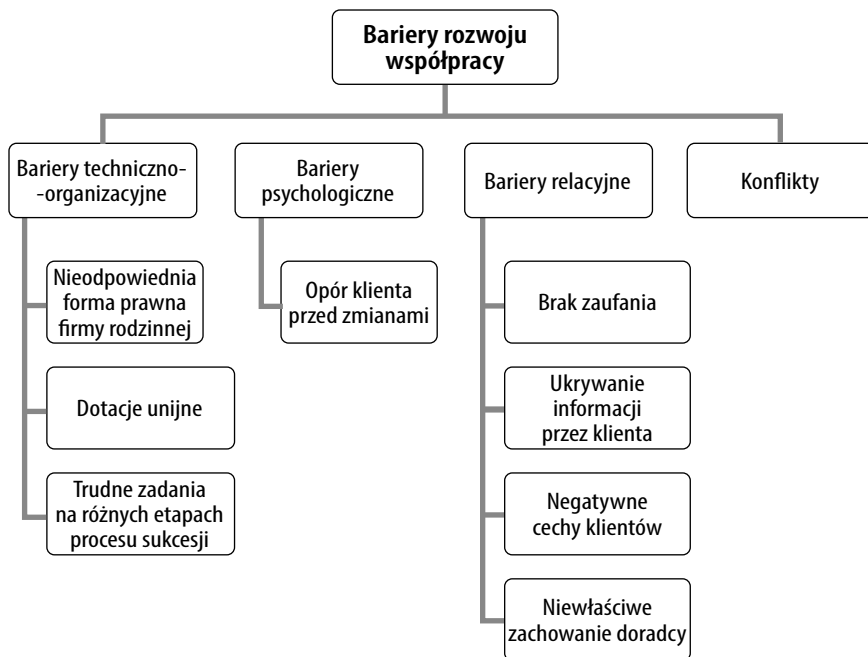 Bariery rozwoju
współpracy
Bariery techniczno-
-organizacyjne
Bariery
psychologiczne
Bariery relacyjne
Konflikty
Nieodpowiednia
forma prawna
firmy rodzinnej
Dotacje unijne
Trudne zadania
na różnych etapach
procesu sukcesji
Opór klienta
przed zmianami
Brak zaufania
Ukrywanie
informacji
przez klienta
Negatywne
cechy klientów
Niewłaściwe
zachowanie doradcy